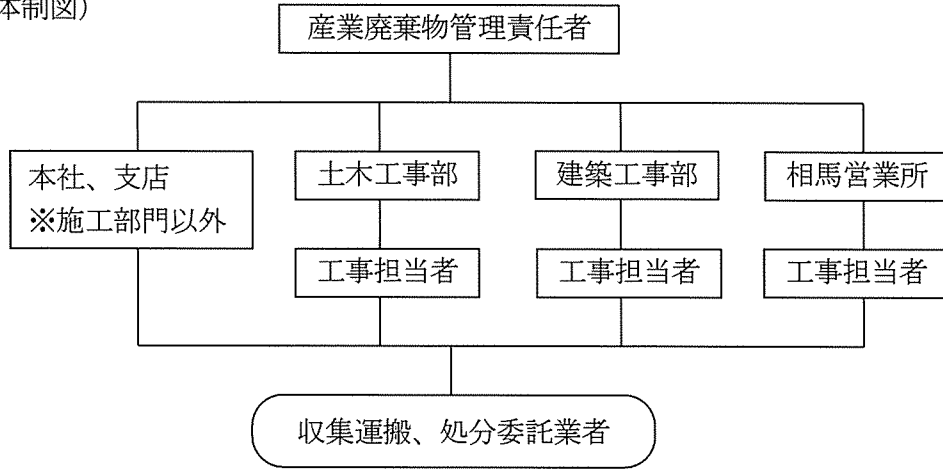 体制図)
産業廃棄物管理責任者
本社、支店
※施工部門以外
土木工事部
建築工事部
相馬営業所
工事担当者
工事担当者
工事担当者
収集運搬、処分委託業者